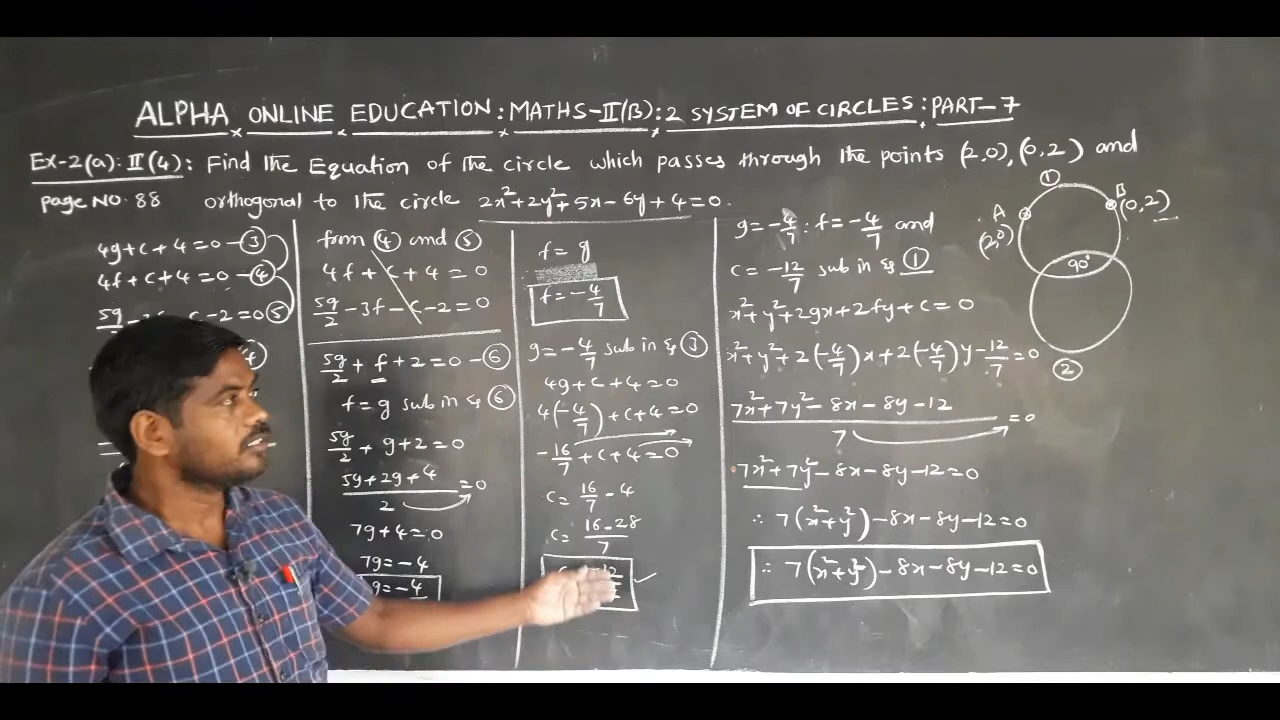 ALPHA ONLINE EDUCATION : MATHS-II(B) : 2 SYSTEM OF CIRCLES : PART-7
Ex-2(a): II(4): Find the Equation of the circle which passes through the points (2,0), (0,2) and
page NO. 88 orthogonal to the circle 2x²+2y²+5x-6y+4=0.
4g+c+4=0-③
4f+c+4=0-④
5g/2 -c-2=0⑤
from ④ and ⑤
4f+c+4=0
5g/2-3f-c-2=0
5g/2+f+2=0-⑥
f=g sub in ⑥
5g/2+g+2=0
(5g+2g+4)/2=0
7g+4=0
7g=-4
g=-4
f=g
f=-4/7
g=-4/7 sub in ③
4g+c+4=0
4(-4/7)+c+4=0
-16/7+c+4=0
c=16/7-4
c=(16-28)/7
-12
g=-4/7 : f=-4/7 and
c=-12/7 sub in ①
x²+y²+2gx+2fy+c=0
x²+y²+2(-4/7)x+2(-4/7)y-12/7=0
(7x²+7y²-8x-8y-12)/7=0
7x²+7y²-8x-8y-12=0
∴ 7(x²+y²)-8x-8y-12=0
∴ 7(x²+y²)-8x-8y-12=0
①
A
(2,0)
B
(0,2)
90°
②